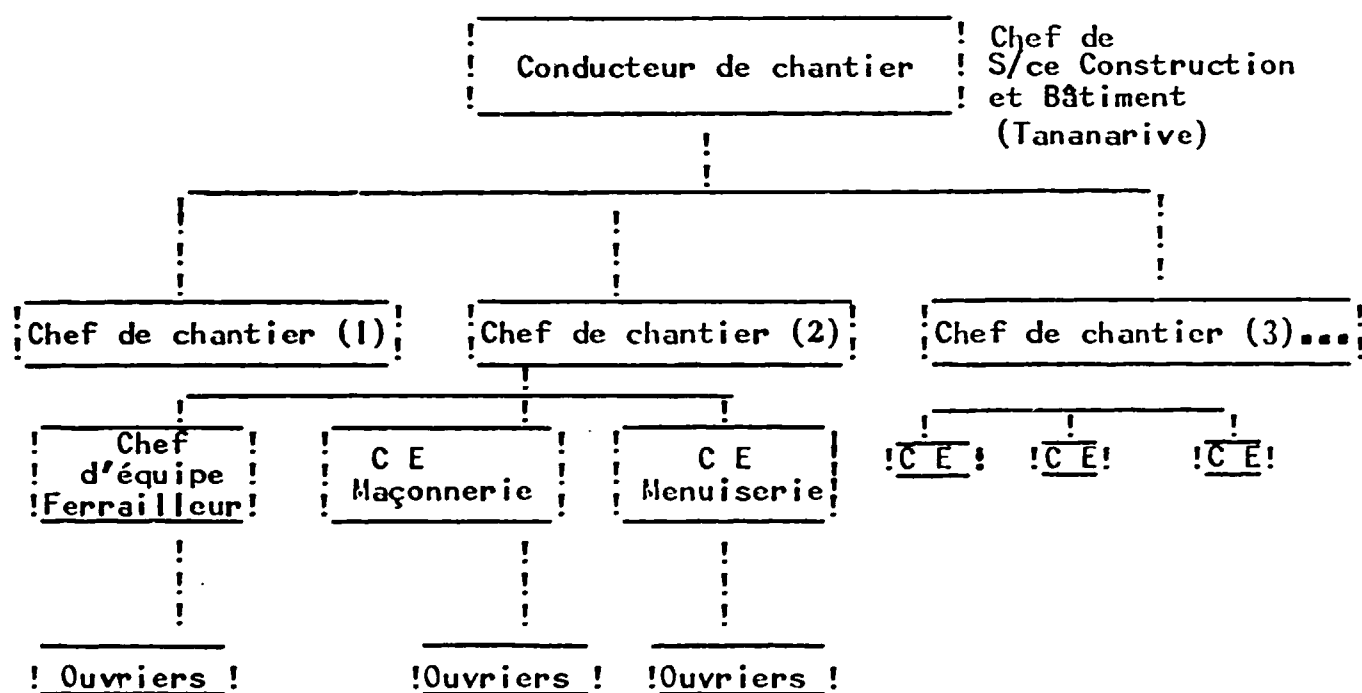 Conducteur de chantier
Chef de
S/ce Construction
et Bâtiment
(Tananarive)
Chef de chantier (1)
Chef de chantier (2)
Chef de chantier (3)...
Chef
d'équipe
Ferrailleur
C E
Maçonnerie
C E
Menuiserie
C E
C E
C E
Ouvriers
Ouvriers
Ouvriers